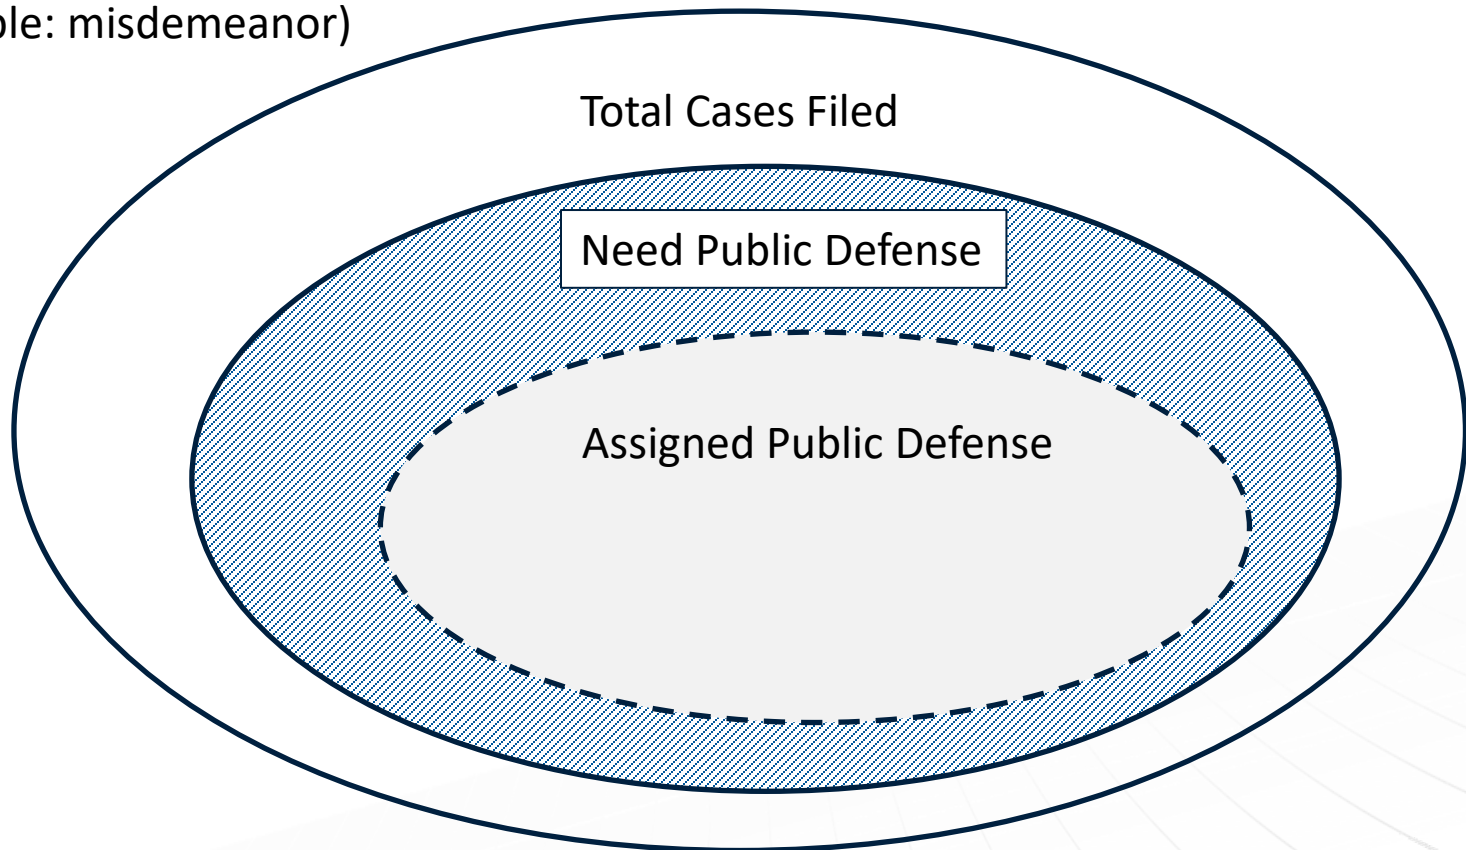 ple: misdemeanor)
Total Cases Filed
Need Public Defense
Assigned Public Defense